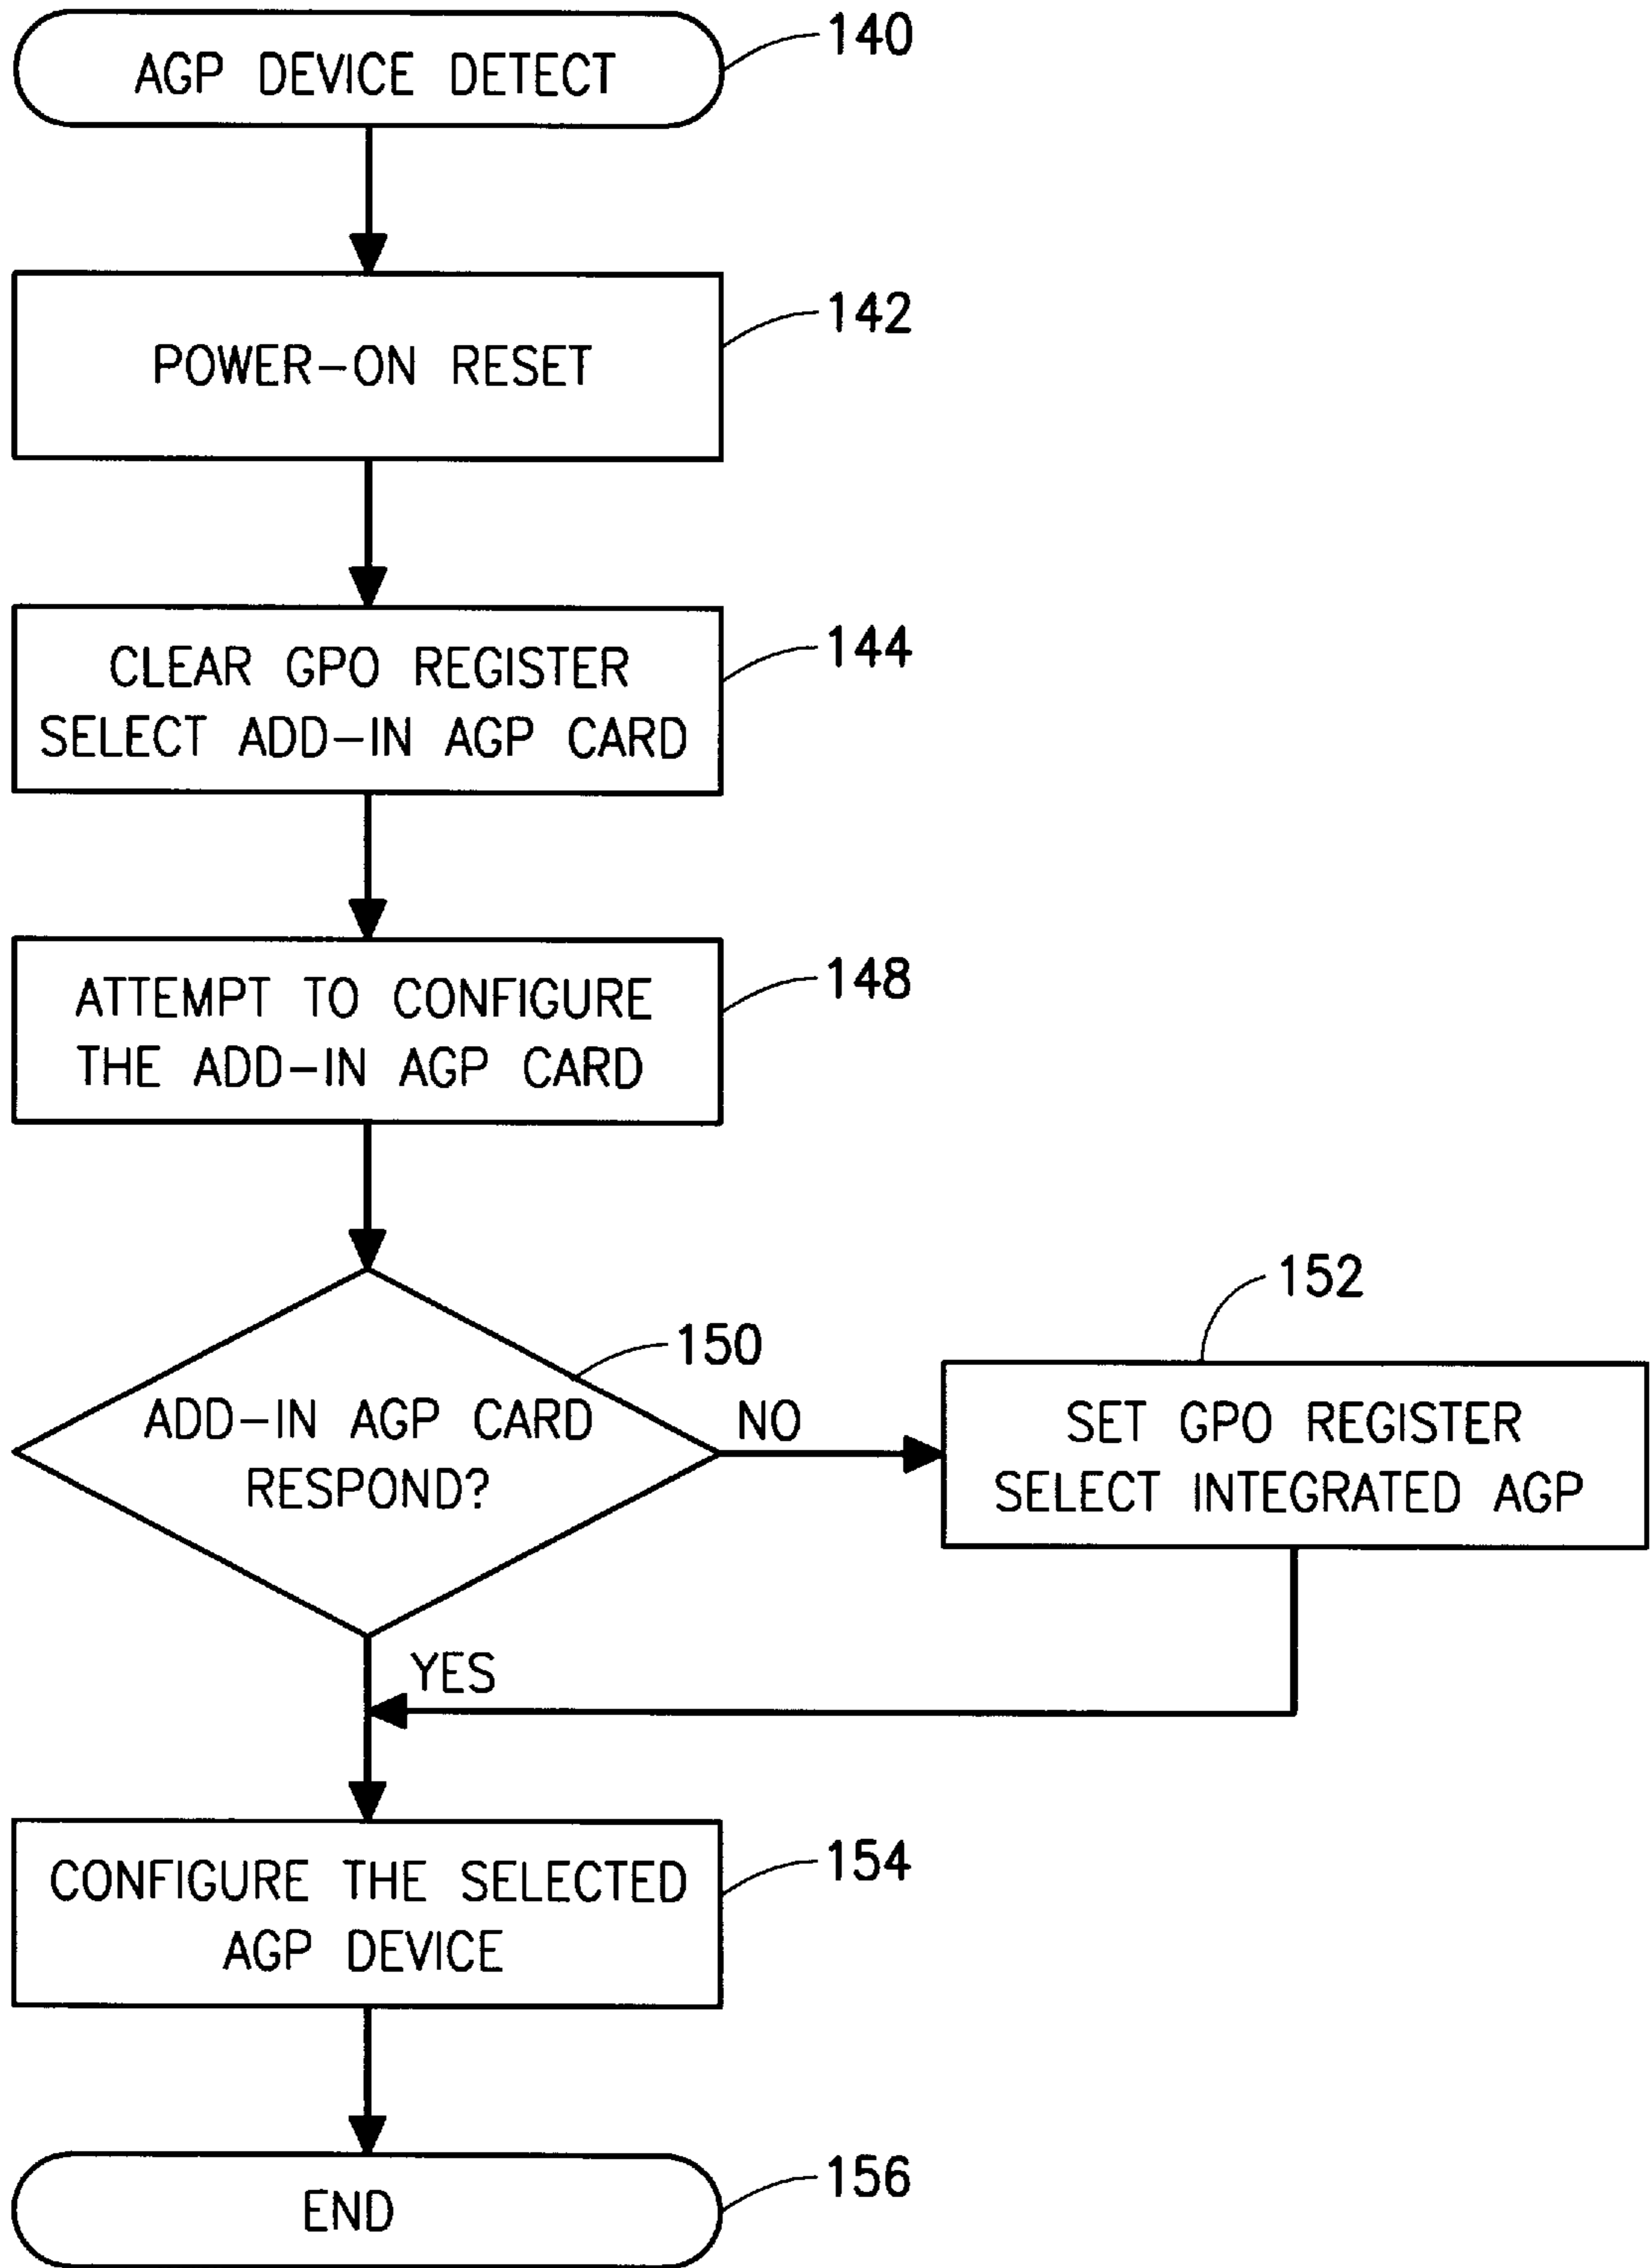 AGP DEVICE DETECT
140
POWER-ON RESET
142
CLEAR GPO REGISTER
SELECT ADD-IN AGP CARD
144
ATTEMPT TO CONFIGURE
THE ADD-IN AGP CARD
148
ADD-IN AGP CARD
RESPOND?
150
NO
152
SET GPO REGISTER
SELECT INTEGRATED AGP
YES
CONFIGURE THE SELECTED
AGP DEVICE
154
END
156